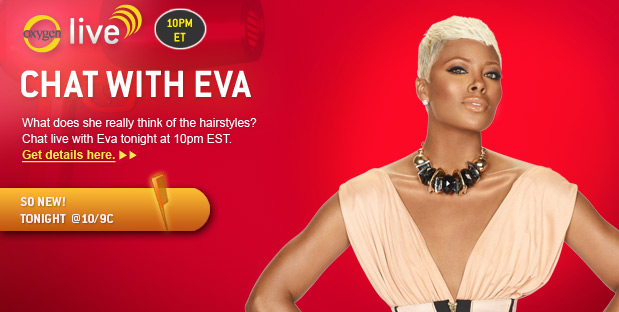 oxygen live
10PM
ET
CHAT WITH EVA
What does she really think of the hairstyles?
Chat live with Eva tonight at 10pm EST.
Get details here.
SO NEW!
TONIGHT @10/9C